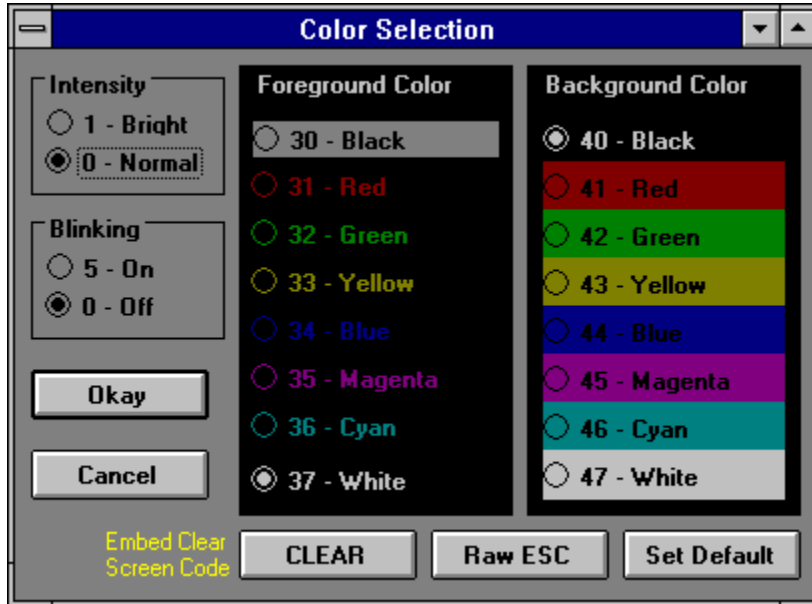 Color Selection
Intensity
1 - Bright
0 - Normal
Blinking
5 - On
0 - Off
Okay
Cancel
Foreground Color
30 - Black
31 - Red
32 - Green
33 - Yellow
34 - Blue
35 - Magenta
36 - Cyan
37 - White
Background Color
40 - Black
41 - Red
42 - Green
43 - Yellow
44 - Blue
45 - Magenta
46 - Cyan
47 - White
Embed Clear
Screen Code
CLEAR
Raw ESC
Set Default